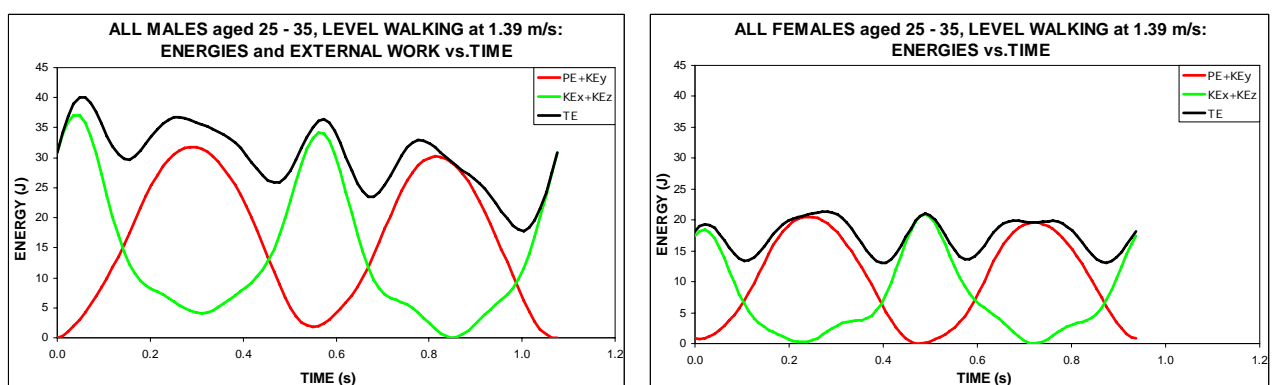 ALL MALES aged 25 - 35, LEVEL WALKING at 1.39 m/s:
ENERGIES and EXTERNAL WORK vs.TIME
45
40
35
30
25
20
15
10
5
0
ENERGY (J)
PE+KEy
KEx+KEz
TE
0.0 0.2 0.4 0.6 0.8 1.0 1.2
TIME (s)
ALL FEMALES aged 25 - 35, LEVEL WALKING at 1.39 m/s:
ENERGIES vs.TIME
45
40
35
30
25
20
15
10
5
0
ENERGY (J)
PE+KEy
KEx+KEz
TE
0.0 0.2 0.4 0.6 0.8 1.0 1.2
TIME (s)